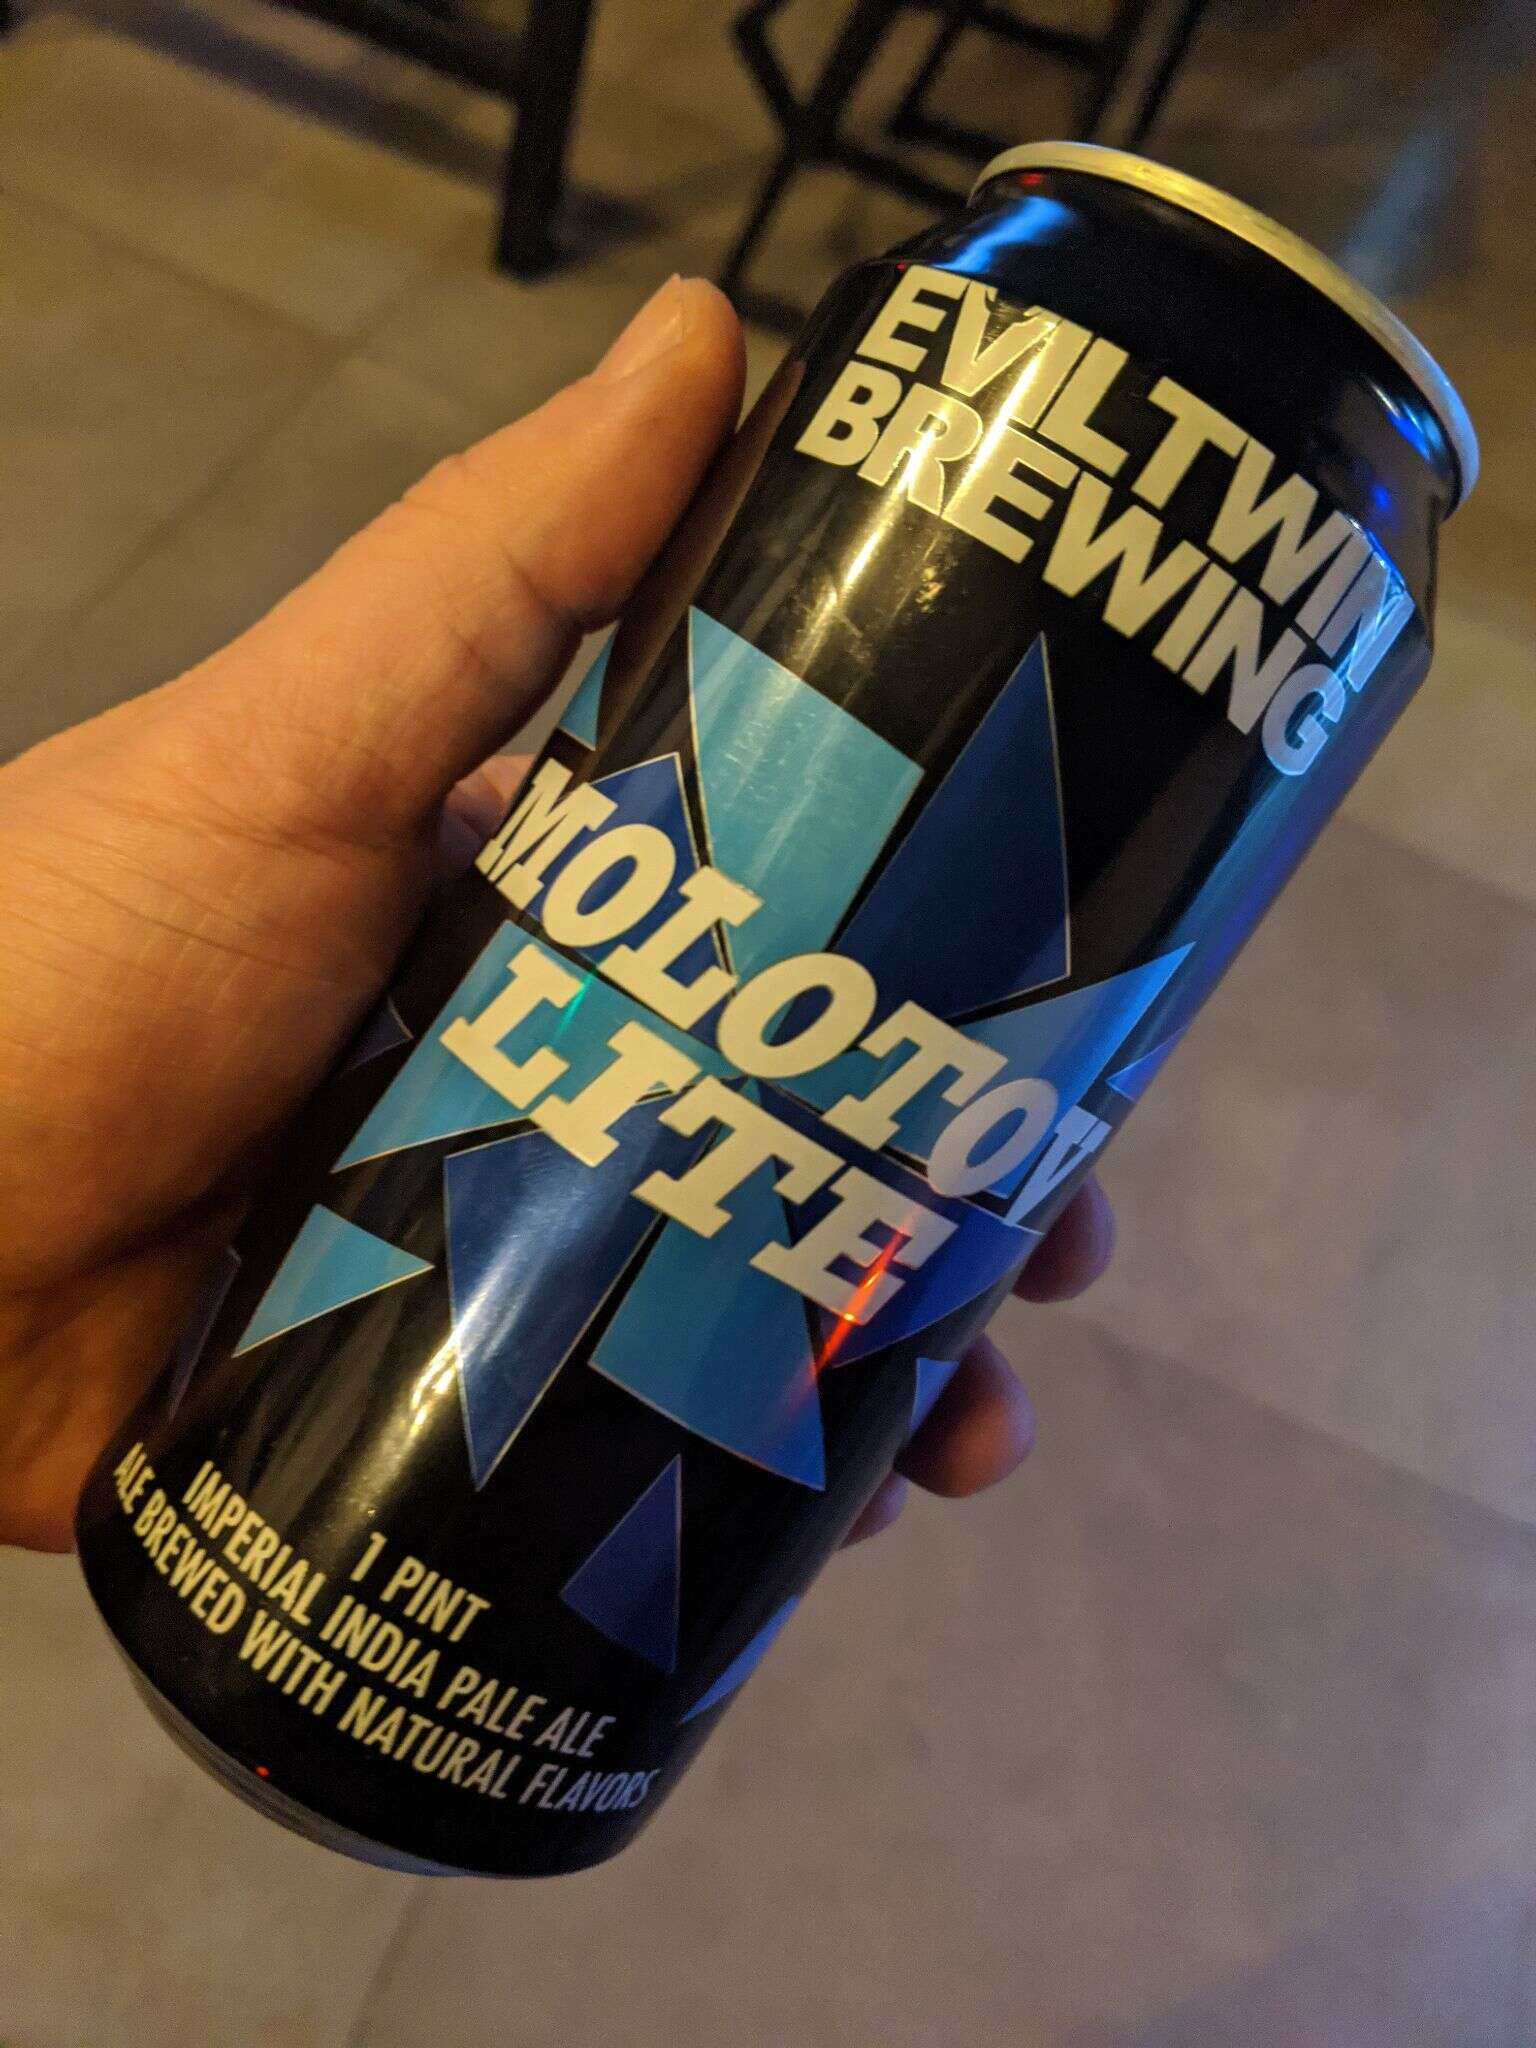 EVIL TWIN
BREWING
MOLOTOV
LITE
1 PINT
IMPERIAL INDIA PALE ALE
ALE BREWED WITH NATURAL FLAVORS